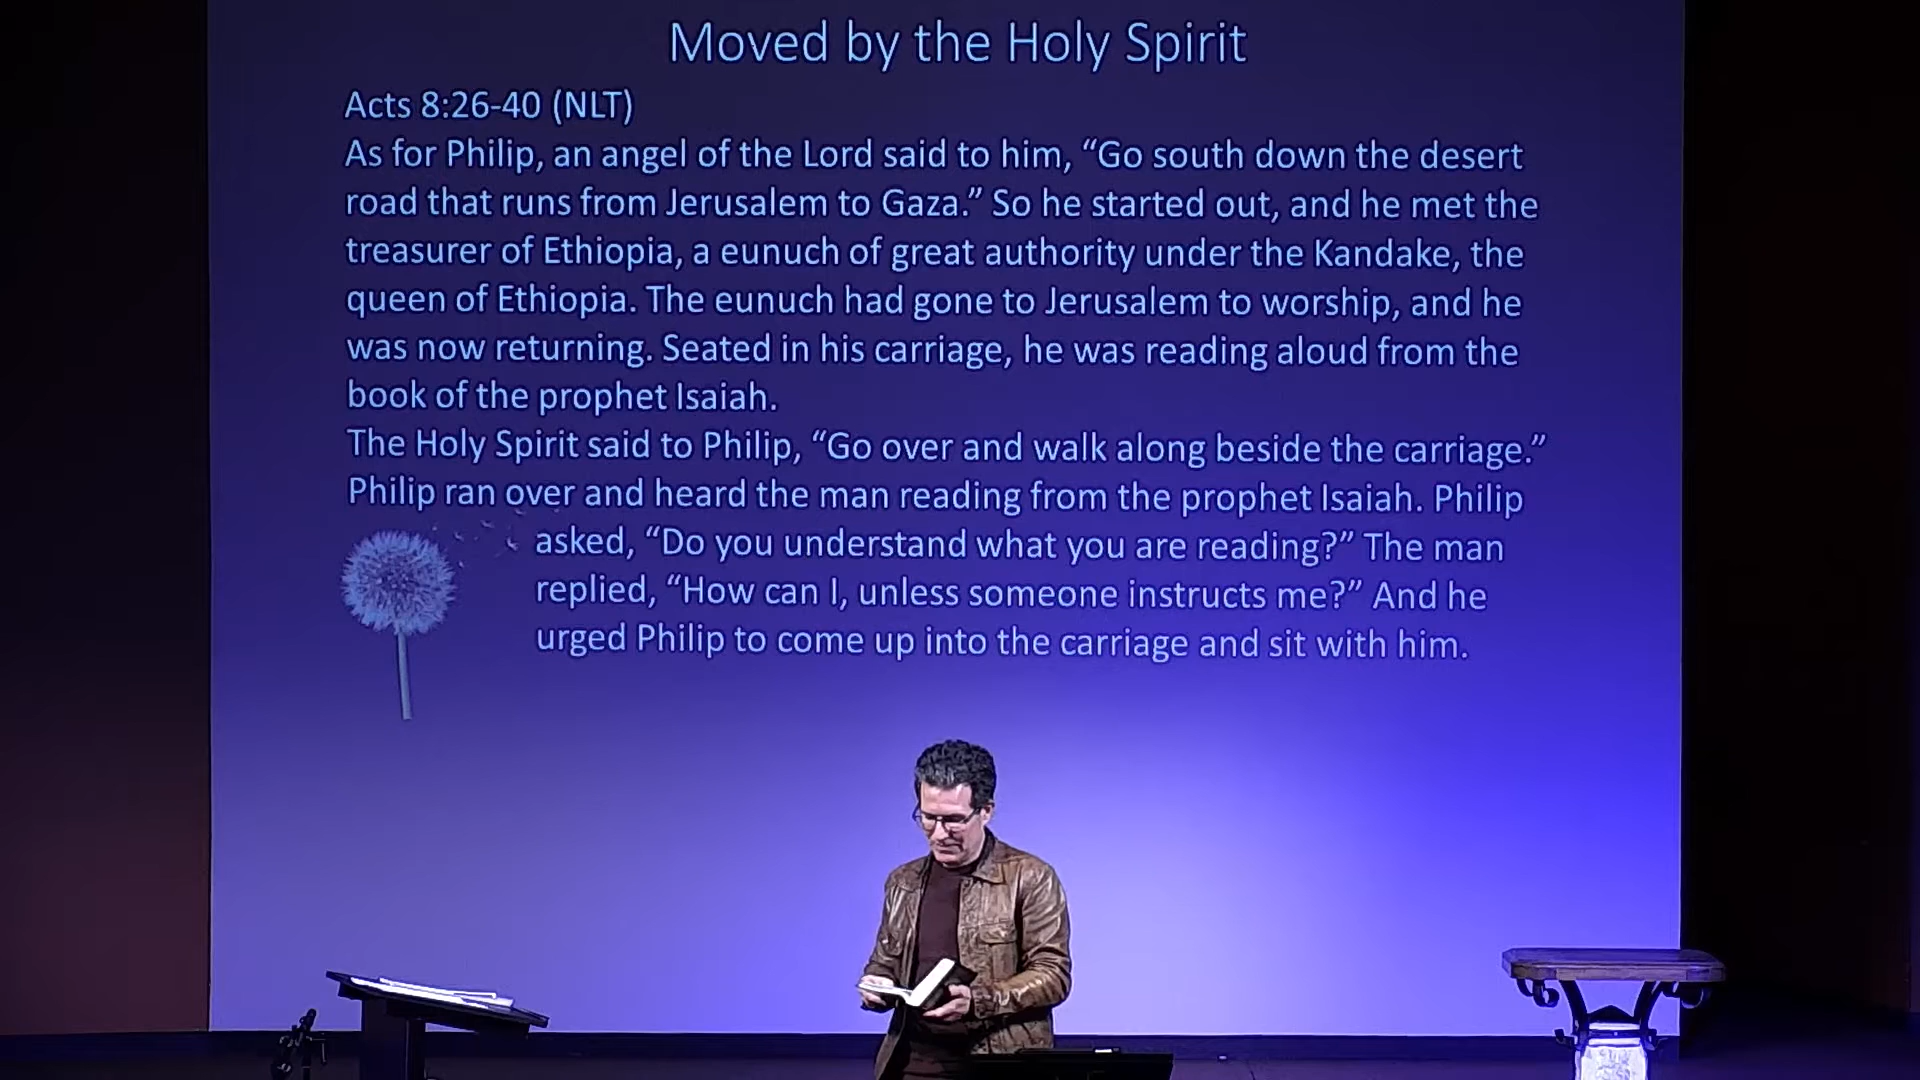 Moved by the Holy Spirit
Acts 8:26-40 (NLT)
As for Philip, an angel of the Lord said to him, “Go south down the desert
road that runs from Jerusalem to Gaza.” So he started out, and he met the
treasurer of Ethiopia, a eunuch of great authority under the Kandake, the
queen of Ethiopia. The eunuch had gone to Jerusalem to worship, and he
was now returning. Seated in his carriage, he was reading aloud from the
book of the prophet Isaiah.
The Holy Spirit said to Philip, “Go over and walk along beside the carriage.”
Philip ran over and heard the man reading from the prophet Isaiah. Philip
asked, “Do you understand what you are reading?” The man
replied, “How can I, unless someone instructs me?” And he
urged Philip to come up into the carriage and sit with him.